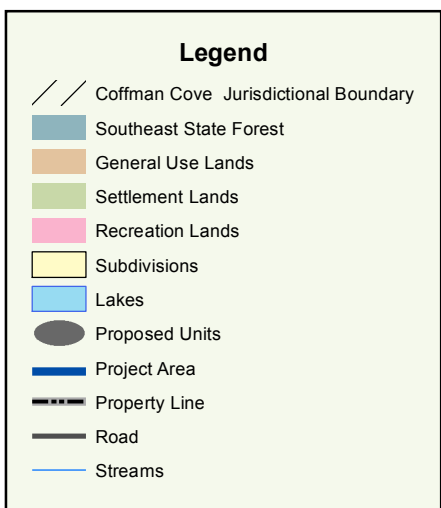 Legend
Coffman Cove Jurisdictional Boundary
Southeast State Forest
General Use Lands
Settlement Lands
Recreation Lands
Subdivisions
Lakes
Proposed Units
Project Area
Property Line
Road
Streams